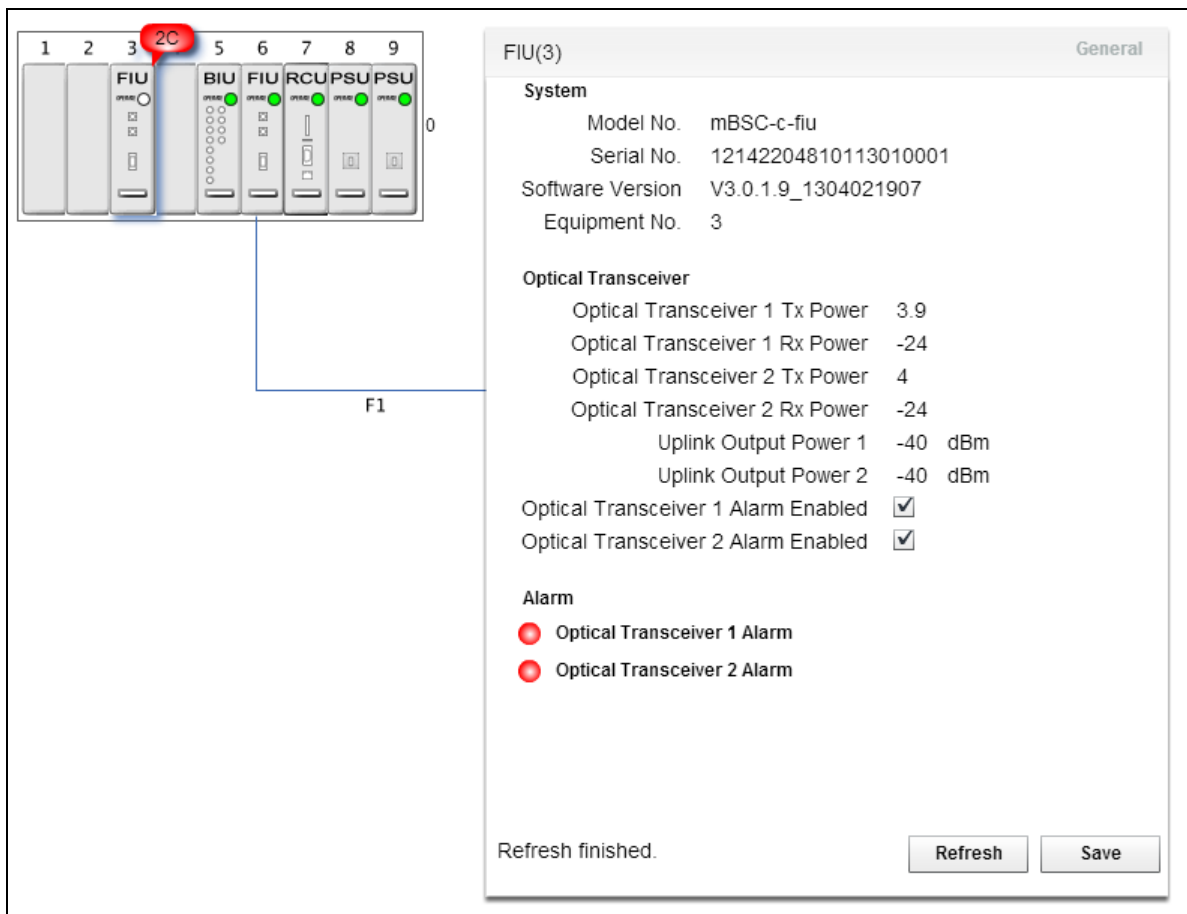 1 2 3 2C 5 6 7 8 9
FIU BIU FIU RCU PSU PSU
0
F1
FIU(3) General
System
Model No. mBSC-c-fiu
Serial No. 12142204810113010001
Software Version V3.0.1.9_1304021907
Equipment No. 3
Optical Transceiver
Optical Transceiver 1 Tx Power 3.9
Optical Transceiver 1 Rx Power -24
Optical Transceiver 2 Tx Power 4
Optical Transceiver 2 Rx Power -24
Uplink Output Power 1 -40 dBm
Uplink Output Power 2 -40 dBm
Optical Transceiver 1 Alarm Enabled
Optical Transceiver 2 Alarm Enabled
Alarm
Optical Transceiver 1 Alarm
Optical Transceiver 2 Alarm
Refresh finished. Refresh Save